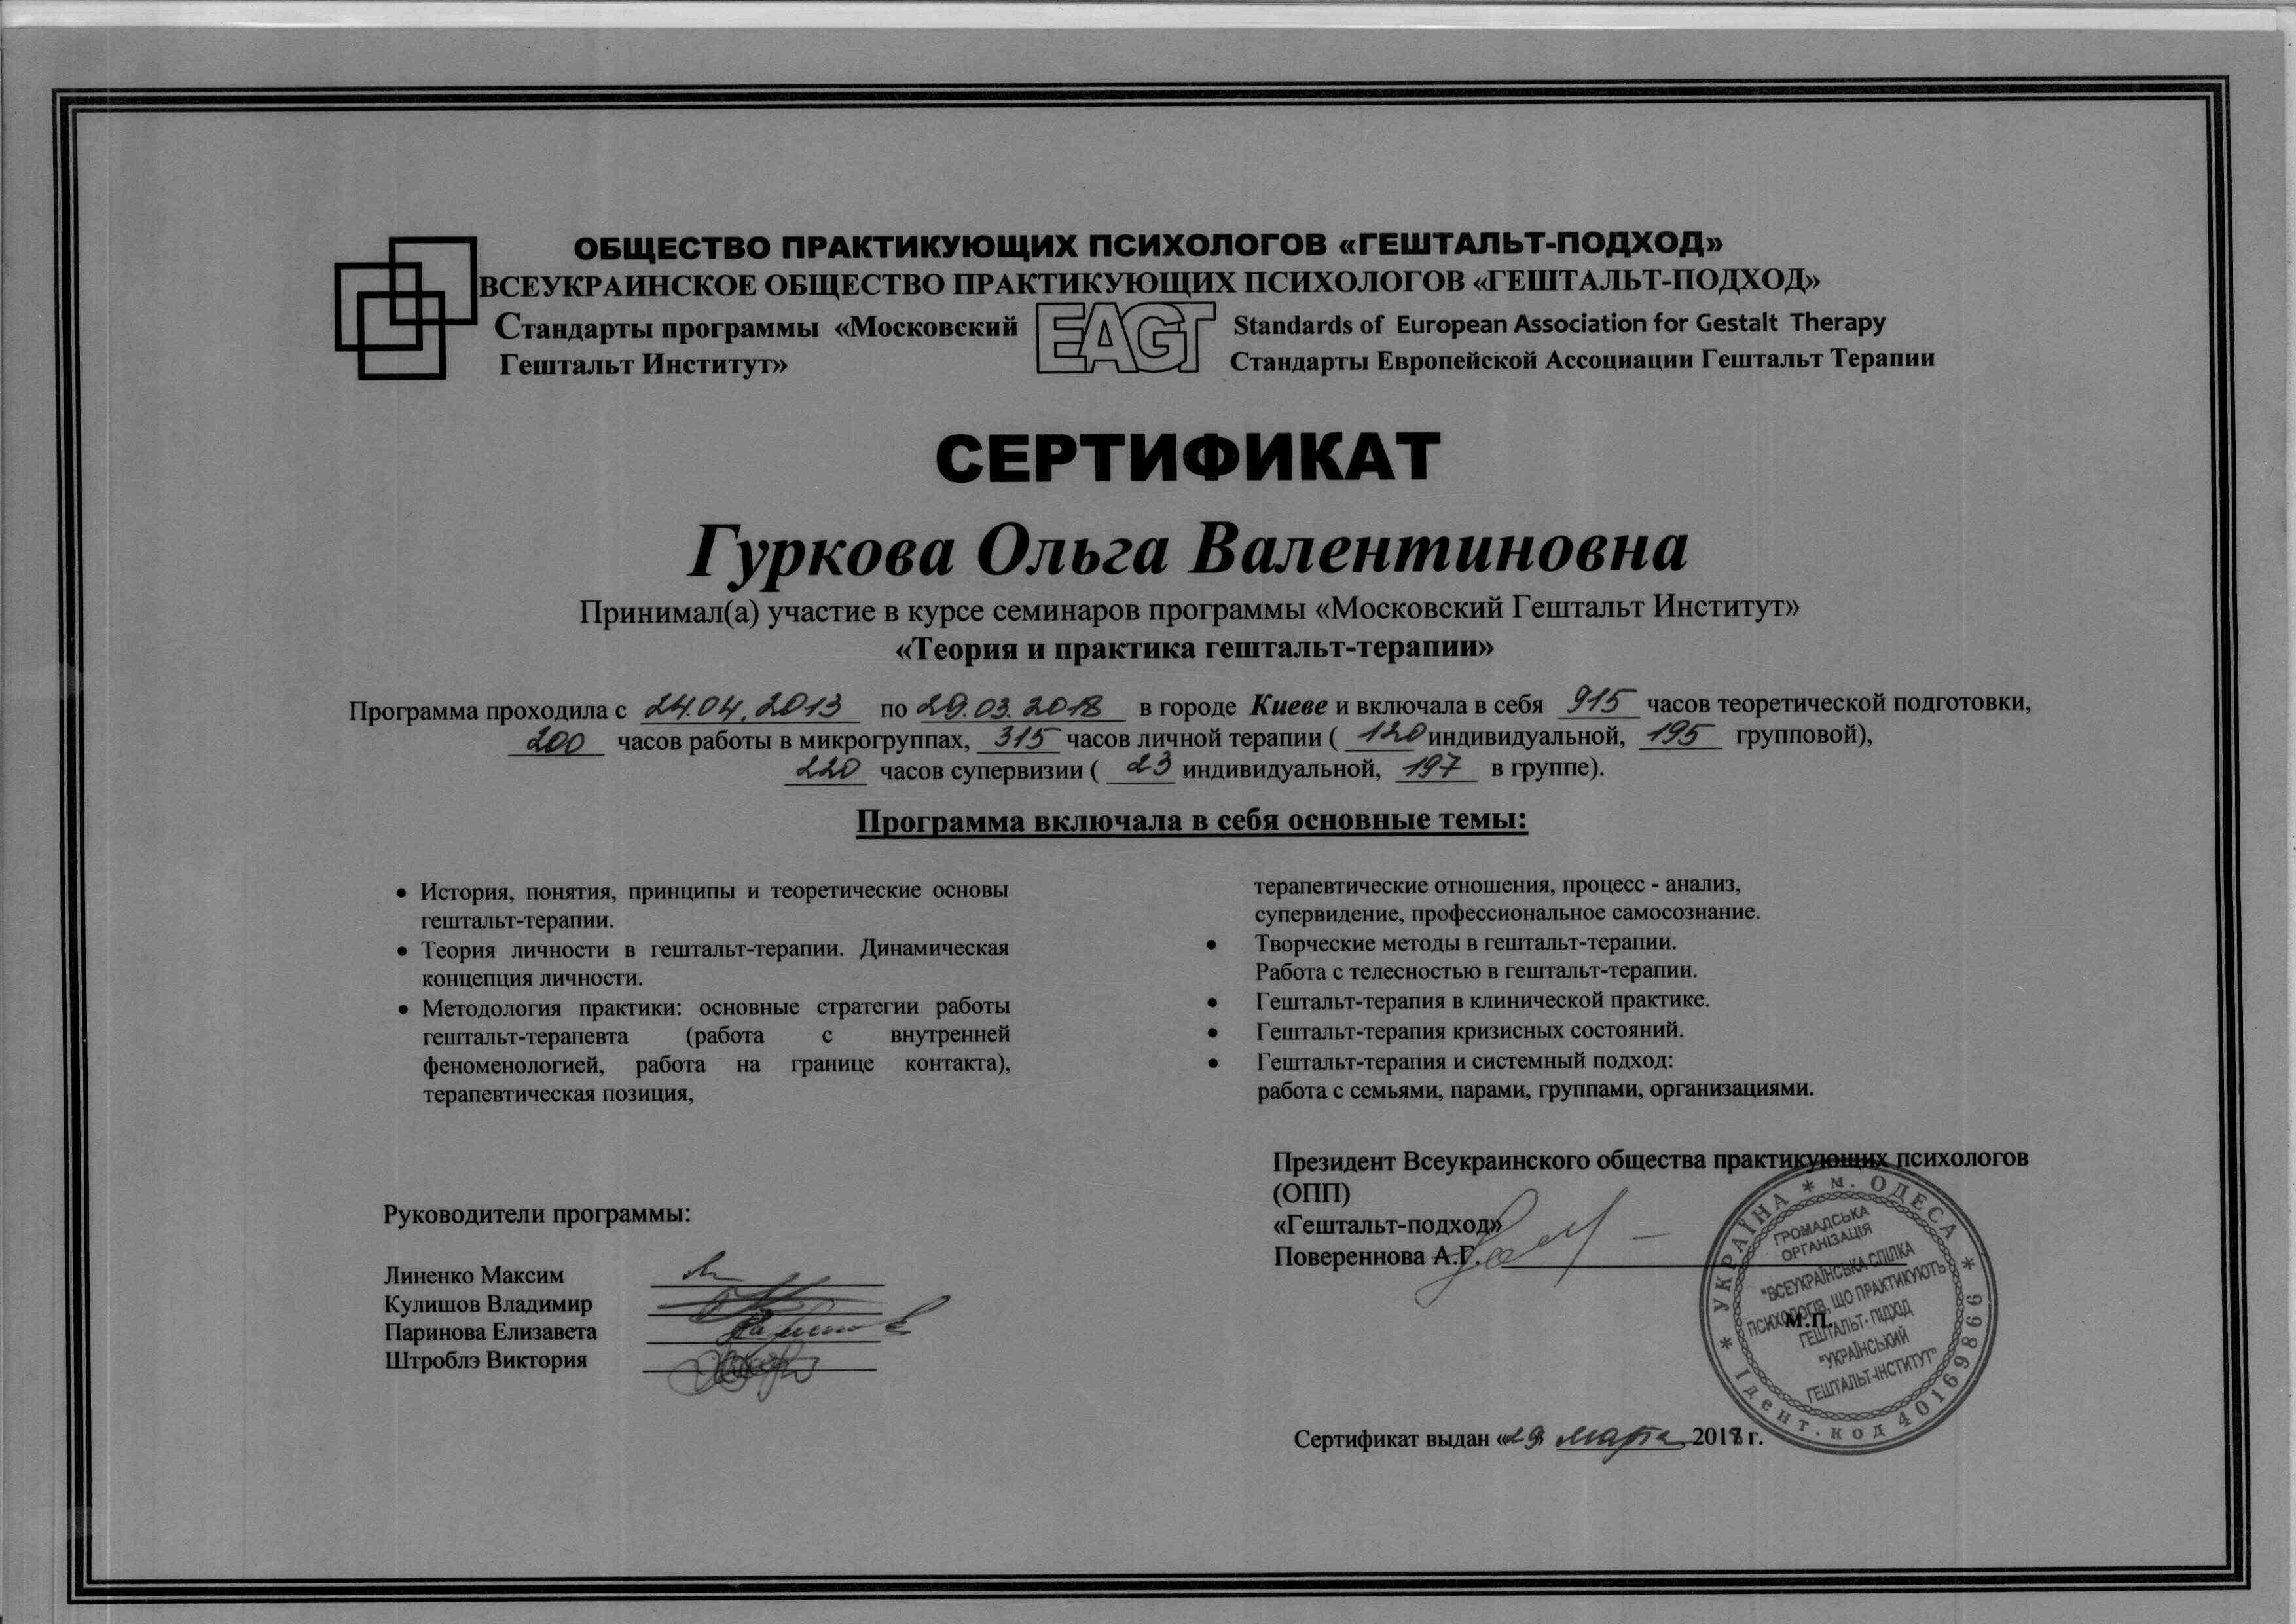 ОБЩЕСТВО ПРАКТИКУЮЩИХ ПСИХОЛОГОВ «ГЕШТАЛЬТ-ПОДХОД»
ВСЕУКРАИНСКОЕ ОБЩЕСТВО ПРАКТИКУЮЩИХ ПСИХОЛОГОВ «ГЕШТАЛЬТ-ПОДХОД»
Стандарты программы «Московский
Гештальт Институт»
EAGT
Standards of European Association for Gestalt Therapy
Стандарты Европейской Ассоциации Гештальт Терапии
СЕРТИФИКАТ
Гуркова Ольга Валентиновна
Принимал(а) участие в курсе семинаров программы «Московский Гештальт Институт»
«Теория и практика гештальт-терапии»
Программа проходила с 24.04.2013 по 29.03.2018 в городе Киеве и включала в себя 915 часов теоретической подготовки,
200 часов работы в микрогруппах, 315 часов личной терапии ( 120 индивидуальной, 195 групповой),
220 часов супервизии ( 23 индивидуальной, 197 в группе).
Программа включала в себя основные темы:
• История, понятия, принципы и теоретические основы
гештальт-терапии.
• Теория личности в гештальт-терапии. Динамическая
концепция личности.
• Методология практики: основные стратегии работы
гештальт-терапевта (работа с внутренней
феноменологией, работа на границе контакта),
терапевтическая позиция,
терапевтические отношения, процесс - анализ,
супервидение, профессиональное самосознание.
• Творческие методы в гештальт-терапии.
Работа с телесностью в гештальт-терапии.
• Гештальт-терапия в клинической практике.
• Гештальт-терапия кризисных состояний.
• Гештальт-терапия и системный подход:
работа с семьями, парами, группами, организациями.
Руководители программы:
Линенко Максим
Кулишов Владимир
Паринова Елизавета
Штроблэ Виктория
Президент Всеукраинского общества практикующих психологов
(ОПП)
«Гештальт-подход»
Повереннова А.Г.
м.п.
* УКРАЇНА * м. ОДЕСА *
Ідент. код 40169866
ГРОМАДСЬКА
ОРГАНІЗАЦІЯ
"ВСЕУКРАЇНСЬКА СПІЛКА
ПСИХОЛОГІВ, ЩО ПРАКТИКУЮТЬ
ГЕШТАЛЬТ- ПІДХІД
"УКРАЇНСЬКИЙ
ГЕШТАЛЬТ-ІНСТИТУТ"
Сертификат выдан «29» марта 2018 г.